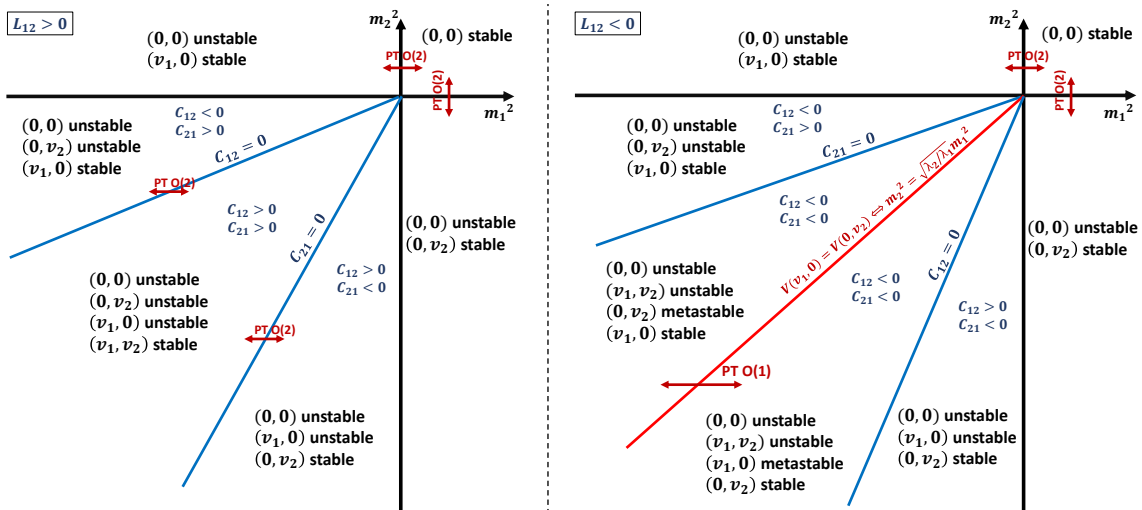 L₁₂ > 0
m₂²
(0, 0) unstable
(v₁, 0) stable
(0, 0) stable
PT O(2)
PT O(2)
m₁²
C₁₂ < 0
C₂₁ > 0
C₁₂ = 0
(0, 0) unstable
(0, v₂) unstable
(v₁, 0) stable
PT O(2)
C₁₂ > 0
C₂₁ > 0
C₂₁ = 0
(0, 0) unstable
(0, v₂) stable
C₁₂ > 0
C₂₁ < 0
(0, 0) unstable
(0, v₂) unstable
(v₁, 0) unstable
(v₁, v₂) stable
PT O(2)
(0, 0) unstable
(v₁, 0) unstable
(0, v₂) stable
L₁₂ < 0
m₂²
(0, 0) unstable
(v₁, 0) stable
(0, 0) stable
PT O(2)
PT O(2)
m₁²
C₁₂ < 0
C₂₁ > 0
C₂₁ = 0
(0, 0) unstable
(0, v₂) unstable
(v₁, 0) stable
C₁₂ < 0
C₂₁ < 0
V(v₁, 0) = V(0, v₂) ⇔ m₂² = √λ₂/λ₁ m₁²
(0, 0) unstable
(0, v₂) stable
C₁₂ = 0
(0, 0) unstable
(v₁, v₂) unstable
(0, v₂) metastable
(v₁, 0) stable
C₁₂ < 0
C₂₁ < 0
C₁₂ > 0
C₂₁ < 0
PT O(1)
(0, 0) unstable
(v₁, v₂) unstable
(v₁, 0) metastable
(0, v₂) stable
(0, 0) unstable
(v₁, 0) unstable
(0, v₂) stable